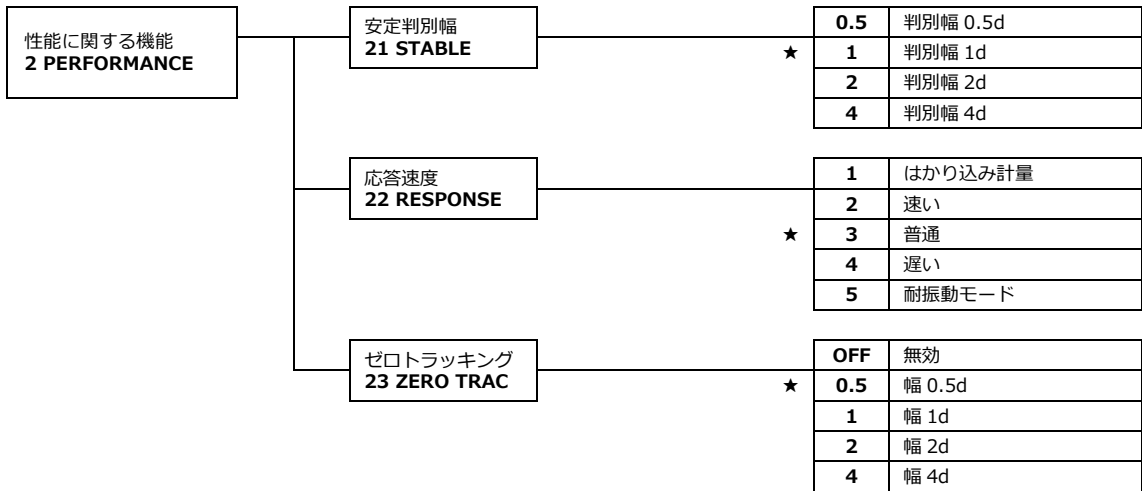 性能に関する機能
2 PERFORMANCE
安定判別幅
21 STABLE
0.5 判別幅 0.5d
★ 1 判別幅 1d
2 判別幅 2d
4 判別幅 4d
応答速度
22 RESPONSE
1 はかり込み計量
2 速い
★ 3 普通
4 遅い
5 耐振動モード
ゼロトラッキング
23 ZERO TRAC
OFF 無効
★ 0.5 幅 0.5d
1 幅 1d
2 幅 2d
4 幅 4d